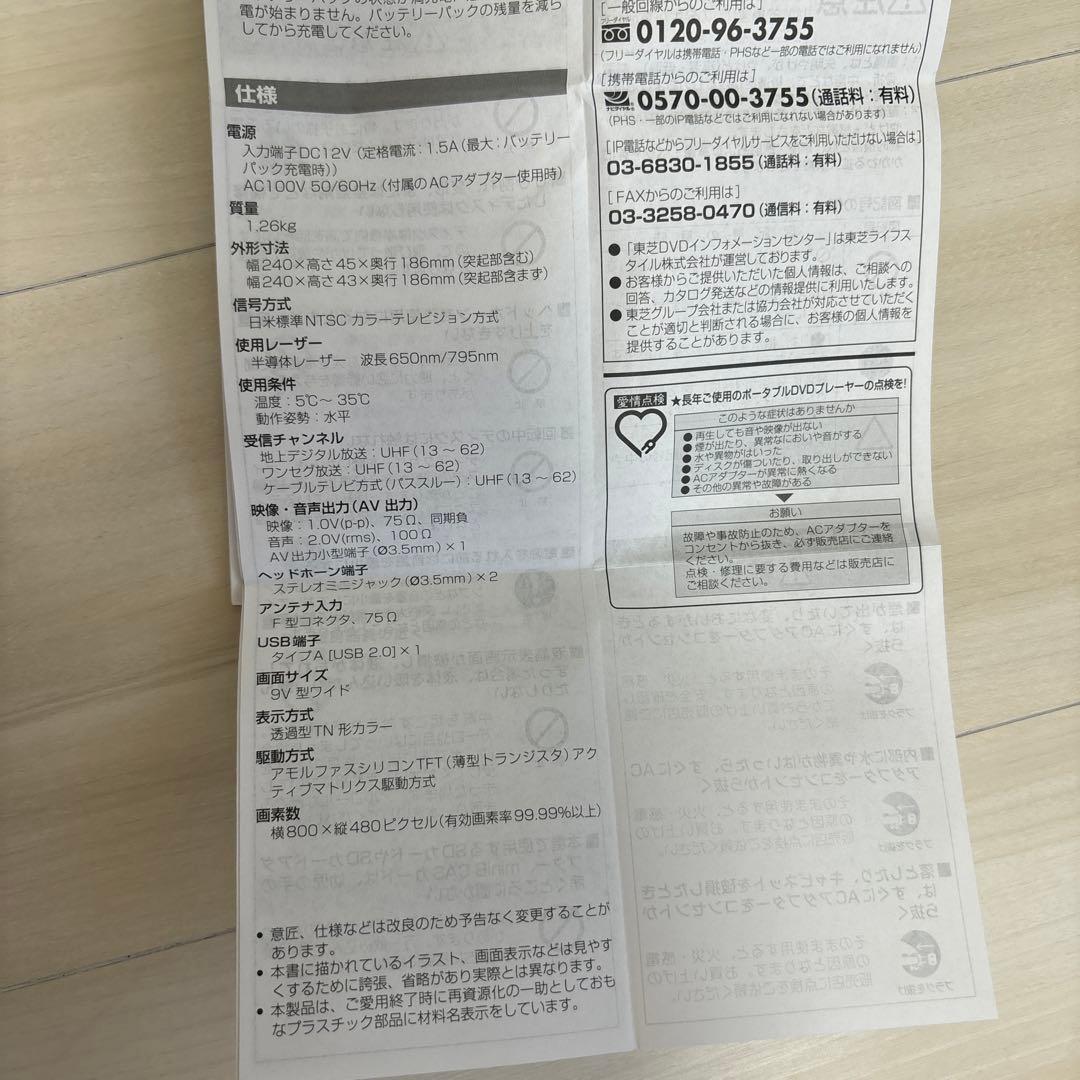 電が始まりません。バッテリーパックの残量を減ら
してから充電してください。
仕様
電源
入力端子DC12V（定格電流：1.5A（最大：バッテリー
パック充電時））
AC100V 50/60Hz（付属のACアダプター使用時）
質量
1.26kg
外形寸法
幅240×高さ45×奥行186mm（突起部含む）
幅240×高さ43×奥行186mm（突起部含まず）
信号方式
日米標準NTSCカラーテレビジョン方式
使用レーザー
半導体レーザー 波長650nm/795nm
使用条件
温度：5℃～35℃
動作姿勢：水平
受信チャンネル
地上デジタル放送：UHF（13～62）
ワンセグ放送：UHF（13～62）
ケーブルテレビ方式（パススルー）：UHF（13～62）
映像・音声出力（AV出力）
映像：1.0V(p-p)、75Ω、同期負
音声：2.0V(rms)、100Ω
AV出力小型端子（Ø3.5mm）×1
ヘッドホーン端子
ステレオミニジャック（Ø3.5mm）×2
アンテナ入力
F型コネクタ、75Ω
USB端子
タイプA [USB 2.0]×1
画面サイズ
9V型ワイド
表示方式
透過型TN形カラー
駆動方式
アモルファスシリコンTFT（薄型トランジスタ）アク
ティブマトリクス駆動方式
画素数
横800×縦480ピクセル（有効画素率99.99%以上）
● 意匠、仕様などは改良のため予告なく変更することが
あります。
● 本書に描かれているイラスト、画面表示などは見やす
くするために誇張、省略があり実際とは異なります。
● 本製品は、ご愛用終了時に再資源化の一助としておも
なプラスチック部品に材料名表示をしています。
[一般回線からのご利用は]
フリーダイヤル
0120-96-3755
（フリーダイヤルは携帯電話・PHSなど一部の電話ではご利用になれません）
[携帯電話からのご利用は]
ナビダイヤル
0570-00-3755（通話料：有料）
（PHS・一部のIP電話などではご利用になれない場合があります）
[IP電話などからフリーダイヤルサービスをご利用いただけない場合は]
03-6830-1855（通話料：有料）
[FAXからのご利用は]
03-3258-0470（通信料：有料）
●「東芝DVDインフォメーションセンター」は東芝ライフス
タイル株式会社が運営しております。
●お客様からご提供いただいた個人情報は、ご相談への
回答、カタログ発送などの情報提供に利用いたします。
●東芝グループ会社または協力会社が対応させていただく
ことが適切と判断される場合に、お客様の個人情報を
提供することがあります。
愛情点検
★長年ご使用のポータブルDVDプレーヤーの点検を！
このような症状はありませんか
●再生しても音や映像が出ない
●煙が出たり、異常なにおいや音がする
●水や異物がはいった
●ディスクが傷ついたり、取り出しができない
●ACアダプターが異常に熱くなる
●その他の異常や故障がある
お願い
故障や事故防止のため、ACアダプターを
コンセントから抜き、必ず販売店にご連絡
ください。
点検・修理に要する費用などは販売店に
ご相談ください。